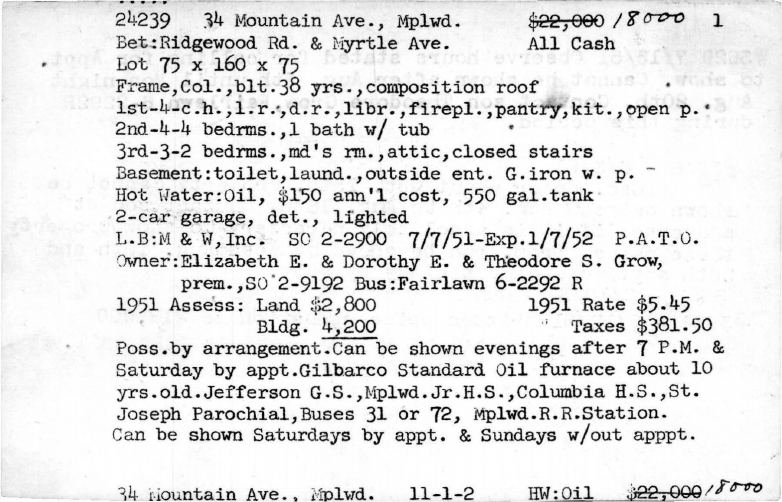 24239 34 Mountain Ave., Mplwd. $22,000 18000 1
Bet:Ridgewood Rd. & Myrtle Ave. All Cash
Lot 75 x 160 x 75
Frame,Col.,blt.38 yrs.,composition roof
1st-4-c.h.,l.r.,d.r.,libr.,firepl.,pantry,kit.,open p.
2nd-4-4 bedrms.,1 bath w/ tub
3rd-3-2 bedrms.,md's rm.,attic,closed stairs
Basement:toilet,laund.,outside ent. G.iron w. p.
Hot Water:Oil, $150 ann'l cost, 550 gal.tank
2-car garage, det., lighted
L.B:M & W,Inc. SO 2-2900 7/7/51-Exp.1/7/52 P.A.T.O.
Owner:Elizabeth E. & Dorothy E. & Theodore S. Grow,
prem.,SO 2-9192 Bus:Fairlawn 6-2292 R
1951 Assess: Land $2,800 1951 Rate $5.45
Bldg. 4,200 Taxes $381.50
Poss.by arrangement.Can be shown evenings after 7 P.M. &
Saturday by appt.Gilbarco Standard Oil furnace about 10
yrs.old.Jefferson G.S.,Mplwd.Jr.H.S.,Columbia H.S.,St.
Joseph Parochial,Buses 31 or 72, Mplwd.R.R.Station.
Can be shown Saturdays by appt. & Sundays w/out apppt.
34 Mountain Ave., Mplwd. 11-1-2 HW:Oil $22,000 18000